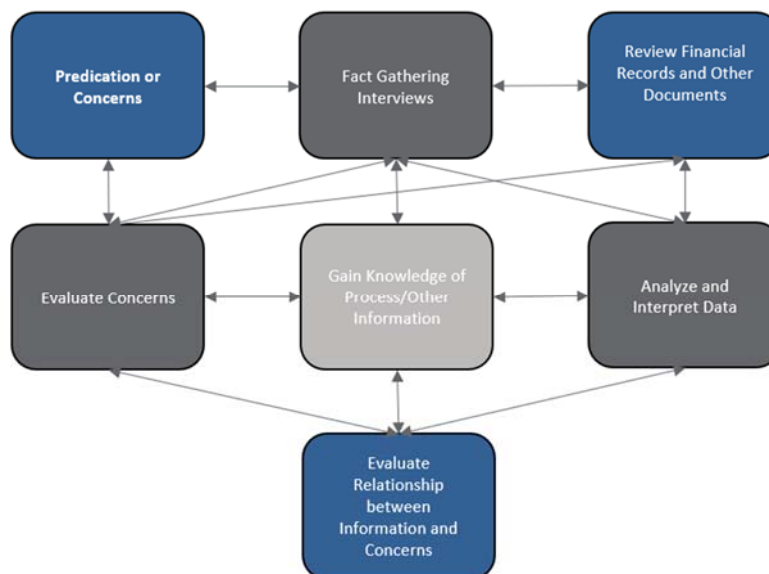 Predication or
Concerns
Fact Gathering
Interviews
Review Financial
Records and Other
Documents
Evaluate Concerns
Gain Knowledge of
Process/Other
Information
Analyze and
Interpret Data
Evaluate
Relationship
between
Information and
Concerns